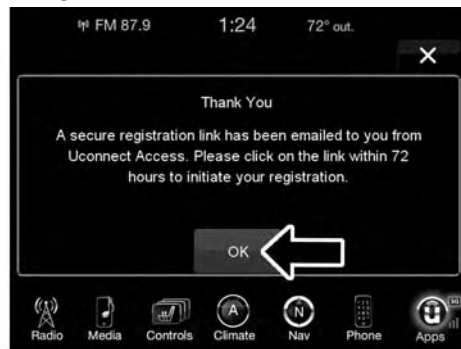 FM 87.9 1:24 72° out.
X
Thank You
A secure registration link has been emailed to you from
Uconnect Access. Please click on the link within 72
hours to initiate your registration.
OK
A N 3G
Radio Media Controls Climate Nav Phone Apps